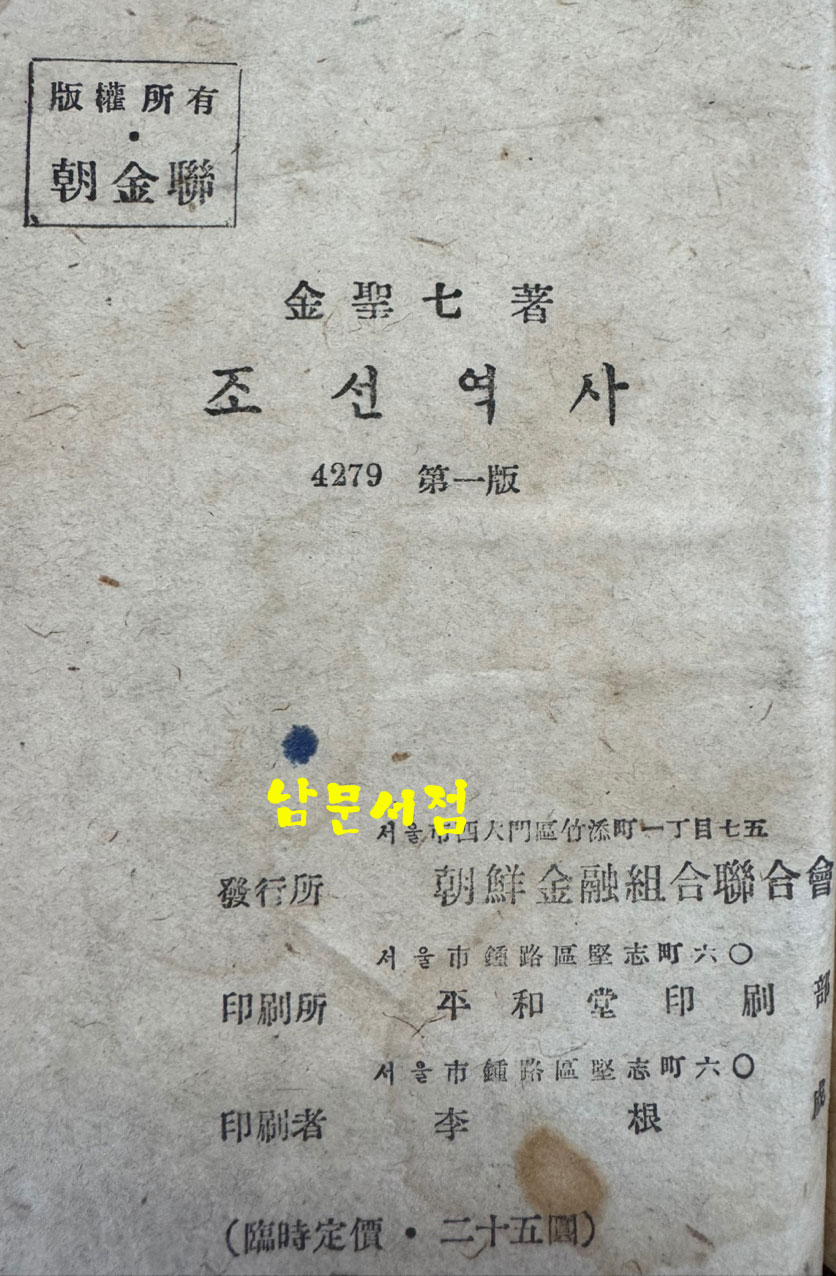 版權所有
·
朝金聯
金聖七 著
조선역사
4279 第一版
남문서점
서울市西大門區竹添町一丁目七五
發行所 朝鮮金融組合聯合會
서울市鍾路區堅志町六〇
印刷所 平和堂印刷部
서울市鍾路區堅志町六〇
印刷者 李根
(臨時定價·二十五圓)